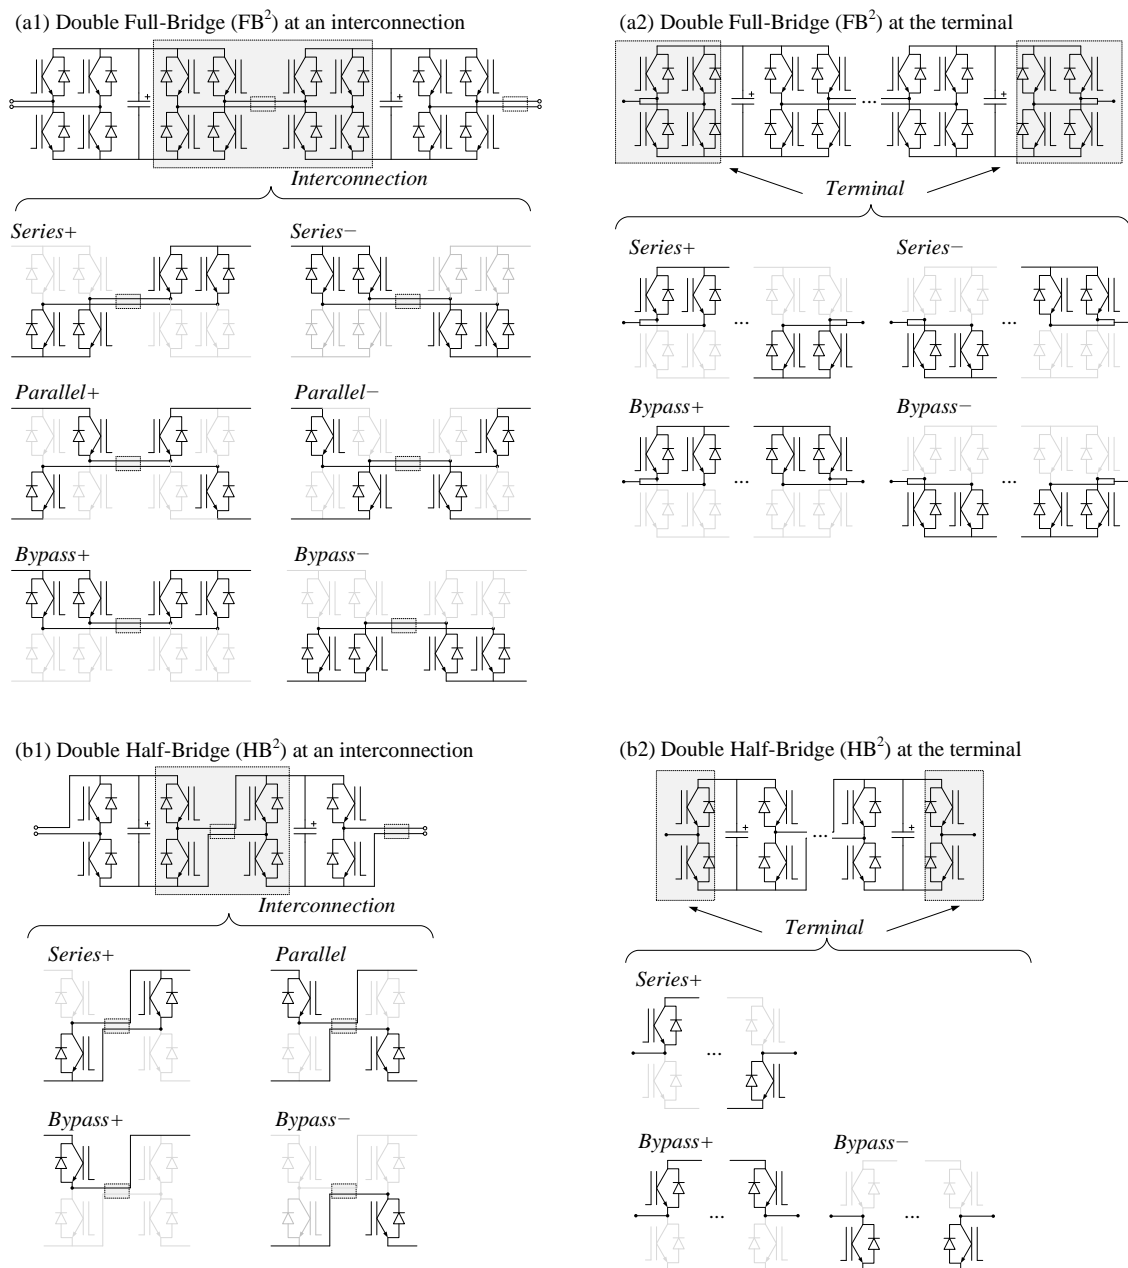 (a1) Double Full-Bridge (FB²) at an interconnection
(a2) Double Full-Bridge (FB²) at the terminal
+
+
+
+
...
Interconnection
Terminal
Series+
Series−
Series+
Series−
...
...
Parallel+
Parallel−
Bypass+
Bypass−
...
...
Bypass+
Bypass−
(b1) Double Half-Bridge (HB²) at an interconnection
(b2) Double Half-Bridge (HB²) at the terminal
+
+
+
+
...
Interconnection
Terminal
Series+
Parallel
Series+
...
Bypass+
Bypass−
Bypass+
Bypass−
...
...